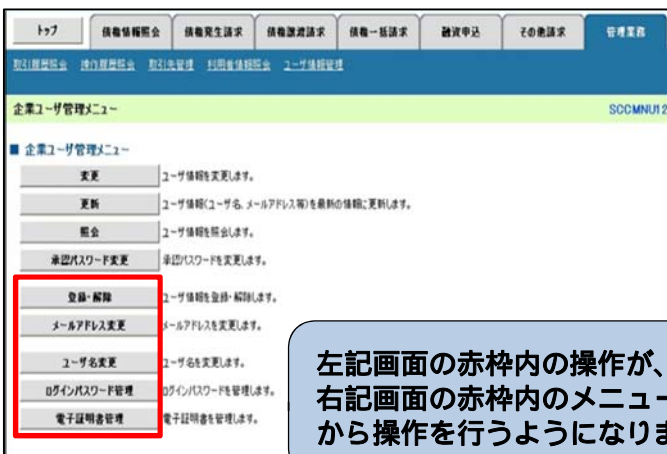 トップ
債権情報照会
債権発生請求
債権譲渡請求
債権一括請求
融資申込
その他請求
管理業務
取引履歴照会 操作履歴照会 取引先管理 利用者情報照会 ユーザ情報管理
企業ユーザ管理メニュー
SCCMNU12
■ 企業ユーザ管理メニュー
変更 ユーザ情報を変更します。
更新 ユーザ情報(ユーザ名、メールアドレス等)を最新の情報に更新します。
照会 ユーザ情報を照会します。
承認パスワード変更 承認パスワードを変更します。
登録・解除 ユーザ情報を登録・解除します。
メールアドレス変更 メールアドレスを変更します。
ユーザ名変更 ユーザ名を変更します。
ログインパスワード管理 ログインパスワードを管理します。
電子証明書管理 電子証明書を管理します。
左記画面の赤枠内の操作が、
右記画面の赤枠内のメニュー
から操作を行うようになりま